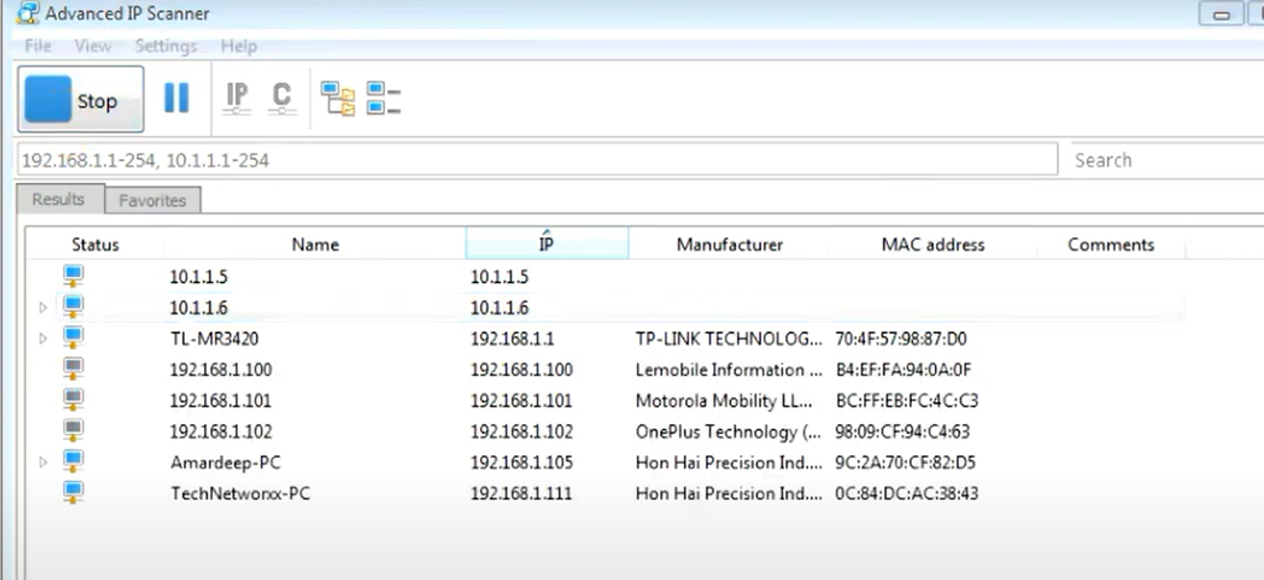 Advanced IP Scanner
File View Settings Help
Stop IP C
192.168.1.1-254, 10.1.1.1-254 Search
Results Favorites
Status Name IP Manufacturer MAC address Comments
10.1.1.5 10.1.1.5
10.1.1.6 10.1.1.6
TL-MR3420 192.168.1.1 TP-LINK TECHNOLOG... 70:4F:57:98:87:D0
192.168.1.100 192.168.1.100 Lemobile Information ... B4:EF:FA:94:0A:0F
192.168.1.101 192.168.1.101 Motorola Mobility LL... BC:FF:EB:FC:4C:C3
192.168.1.102 192.168.1.102 OnePlus Technology (... 98:09:CF:94:C4:63
Amardeep-PC 192.168.1.105 Hon Hai Precision Ind.... 9C:2A:70:CF:82:D5
TechNetworxx-PC 192.168.1.111 Hon Hai Precision Ind.... 0C:84:DC:AC:38:43